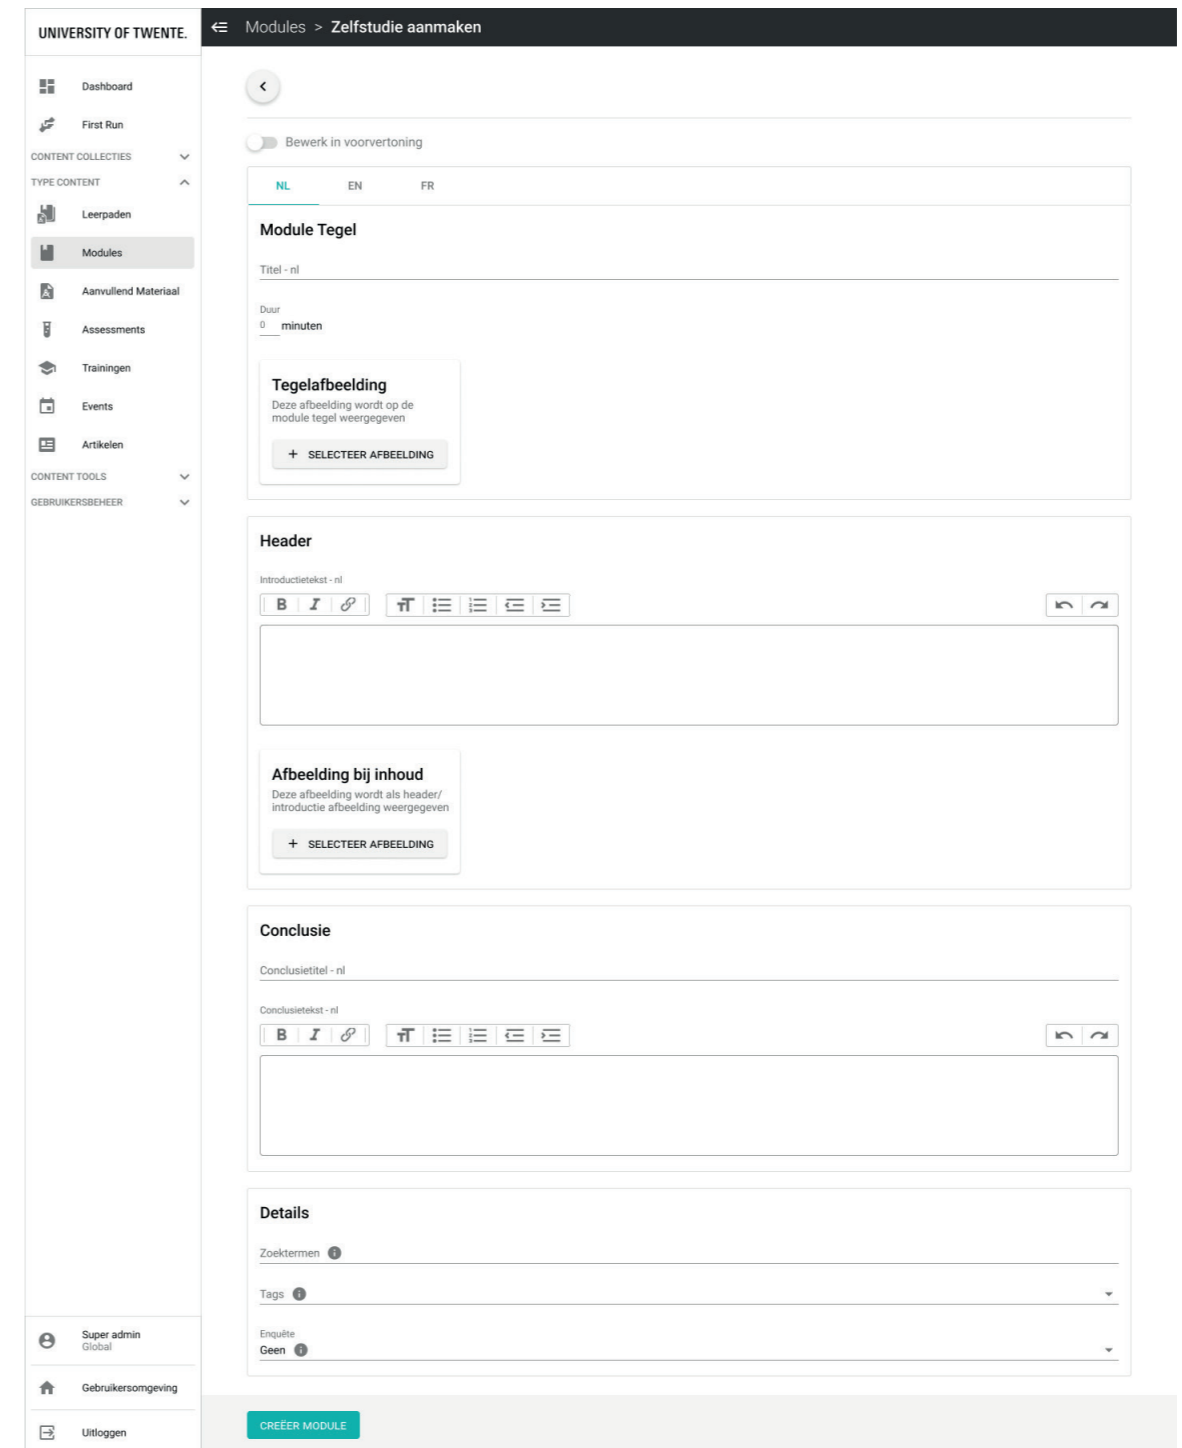 UNIVERSITY OF TWENTE.
Modules > Zelfstudie aanmaken
Dashboard
First Run
CONTENT COLLECTIES
TYPE CONTENT
Leerpaden
Modules
Aanvullend Materiaal
Assessments
Trainingen
Events
Artikelen
CONTENT TOOLS
GEBRUIKERSBEHEER
Super admin
Global
Gebruikersomgeving
Uitloggen
Bewerk in voorvertoning
NL EN FR
Module Tegel
Titel - nl
Duur
0 minuten
Tegelafbeelding
Deze afbeelding wordt op de
module tegel weergegeven
+ SELECTEER AFBEELDING
Header
Introductietekst - nl
B I
Afbeelding bij inhoud
Deze afbeelding wordt als header/
introductie afbeelding weergegeven
+ SELECTEER AFBEELDING
Conclusie
Conclusietitel - nl
Conclusietekst - nl
B I
Details
Zoektermen
Tags
Enquête
Geen
CREËER MODULE